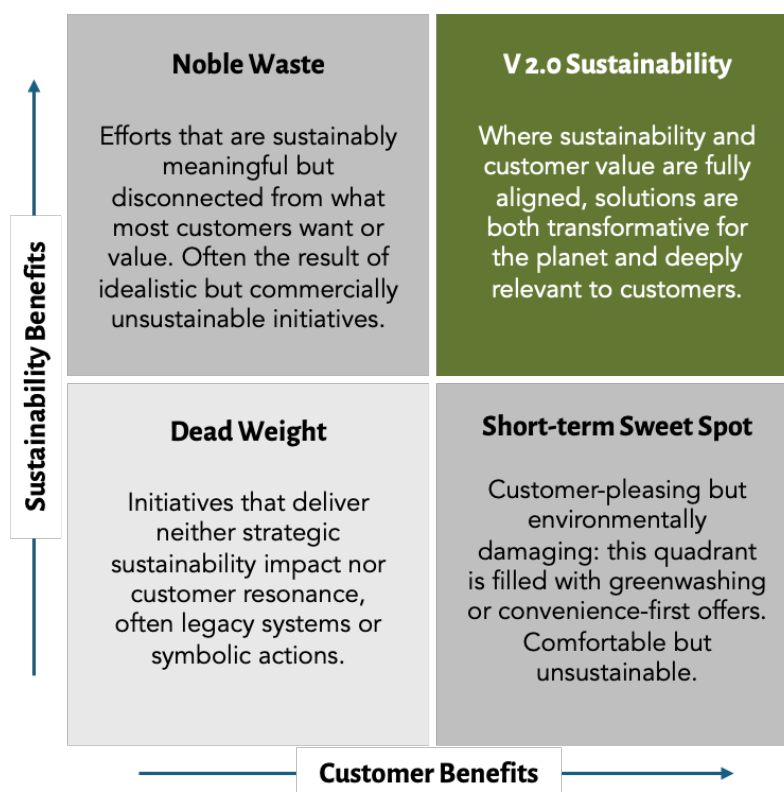 Noble Waste
Efforts that are sustainably
meaningful but
disconnected from what
most customers want or
value. Often the result of
idealistic but commercially
unsustainable initiatives.
V 2.0 Sustainability
Where sustainability and
customer value are fully
aligned, solutions are
both transformative for
the planet and deeply
relevant to customers.
Sustainability Benefits
Dead Weight
Initiatives that deliver
neither strategic
sustainability impact nor
customer resonance,
often legacy systems or
symbolic actions.
Short-term Sweet Spot
Customer-pleasing but
environmentally
damaging: this quadrant
is filled with greenwashing
or convenience-first offers.
Comfortable but
unsustainable.
Customer Benefits